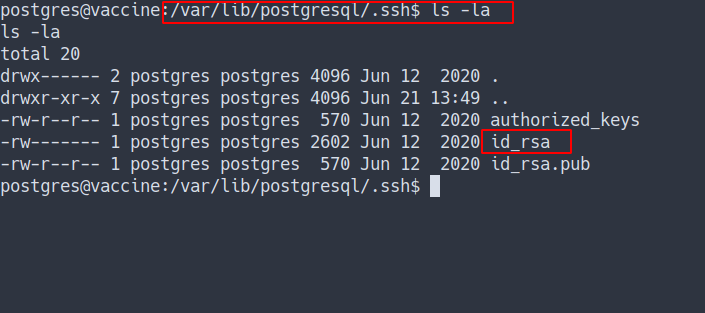 postgres@vaccine:/var/lib/postgresql/.ssh$ ls -la
ls -la
total 20
drwx------ 2 postgres postgres 4096 Jun 12  2020 .
drwxr-xr-x 7 postgres postgres 4096 Jun 21 13:49 ..
-rw-r--r-- 1 postgres postgres  570 Jun 12  2020 authorized_keys
-rw------- 1 postgres postgres 2602 Jun 12  2020 id_rsa
-rw-r--r-- 1 postgres postgres  570 Jun 12  2020 id_rsa.pub
postgres@vaccine:/var/lib/postgresql/.ssh$